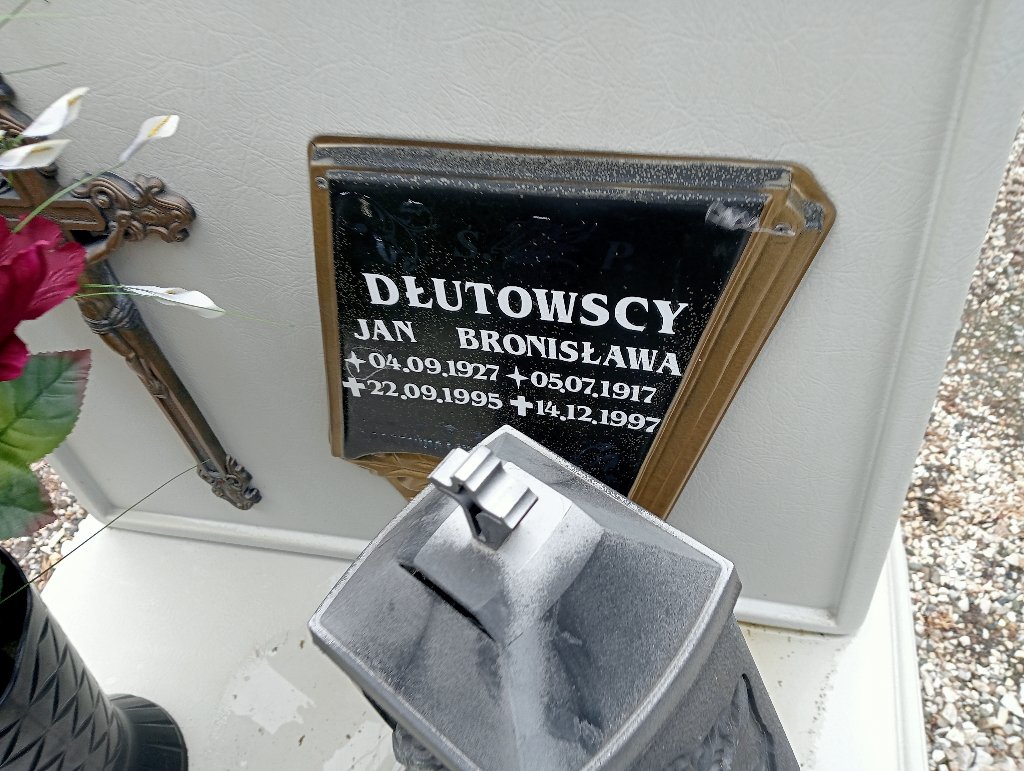 Ś. P.
DŁUTOWSCY
JAN BRONISŁAWA
04.09.1927 05.07.1917
22.09.1995 14.12.1997